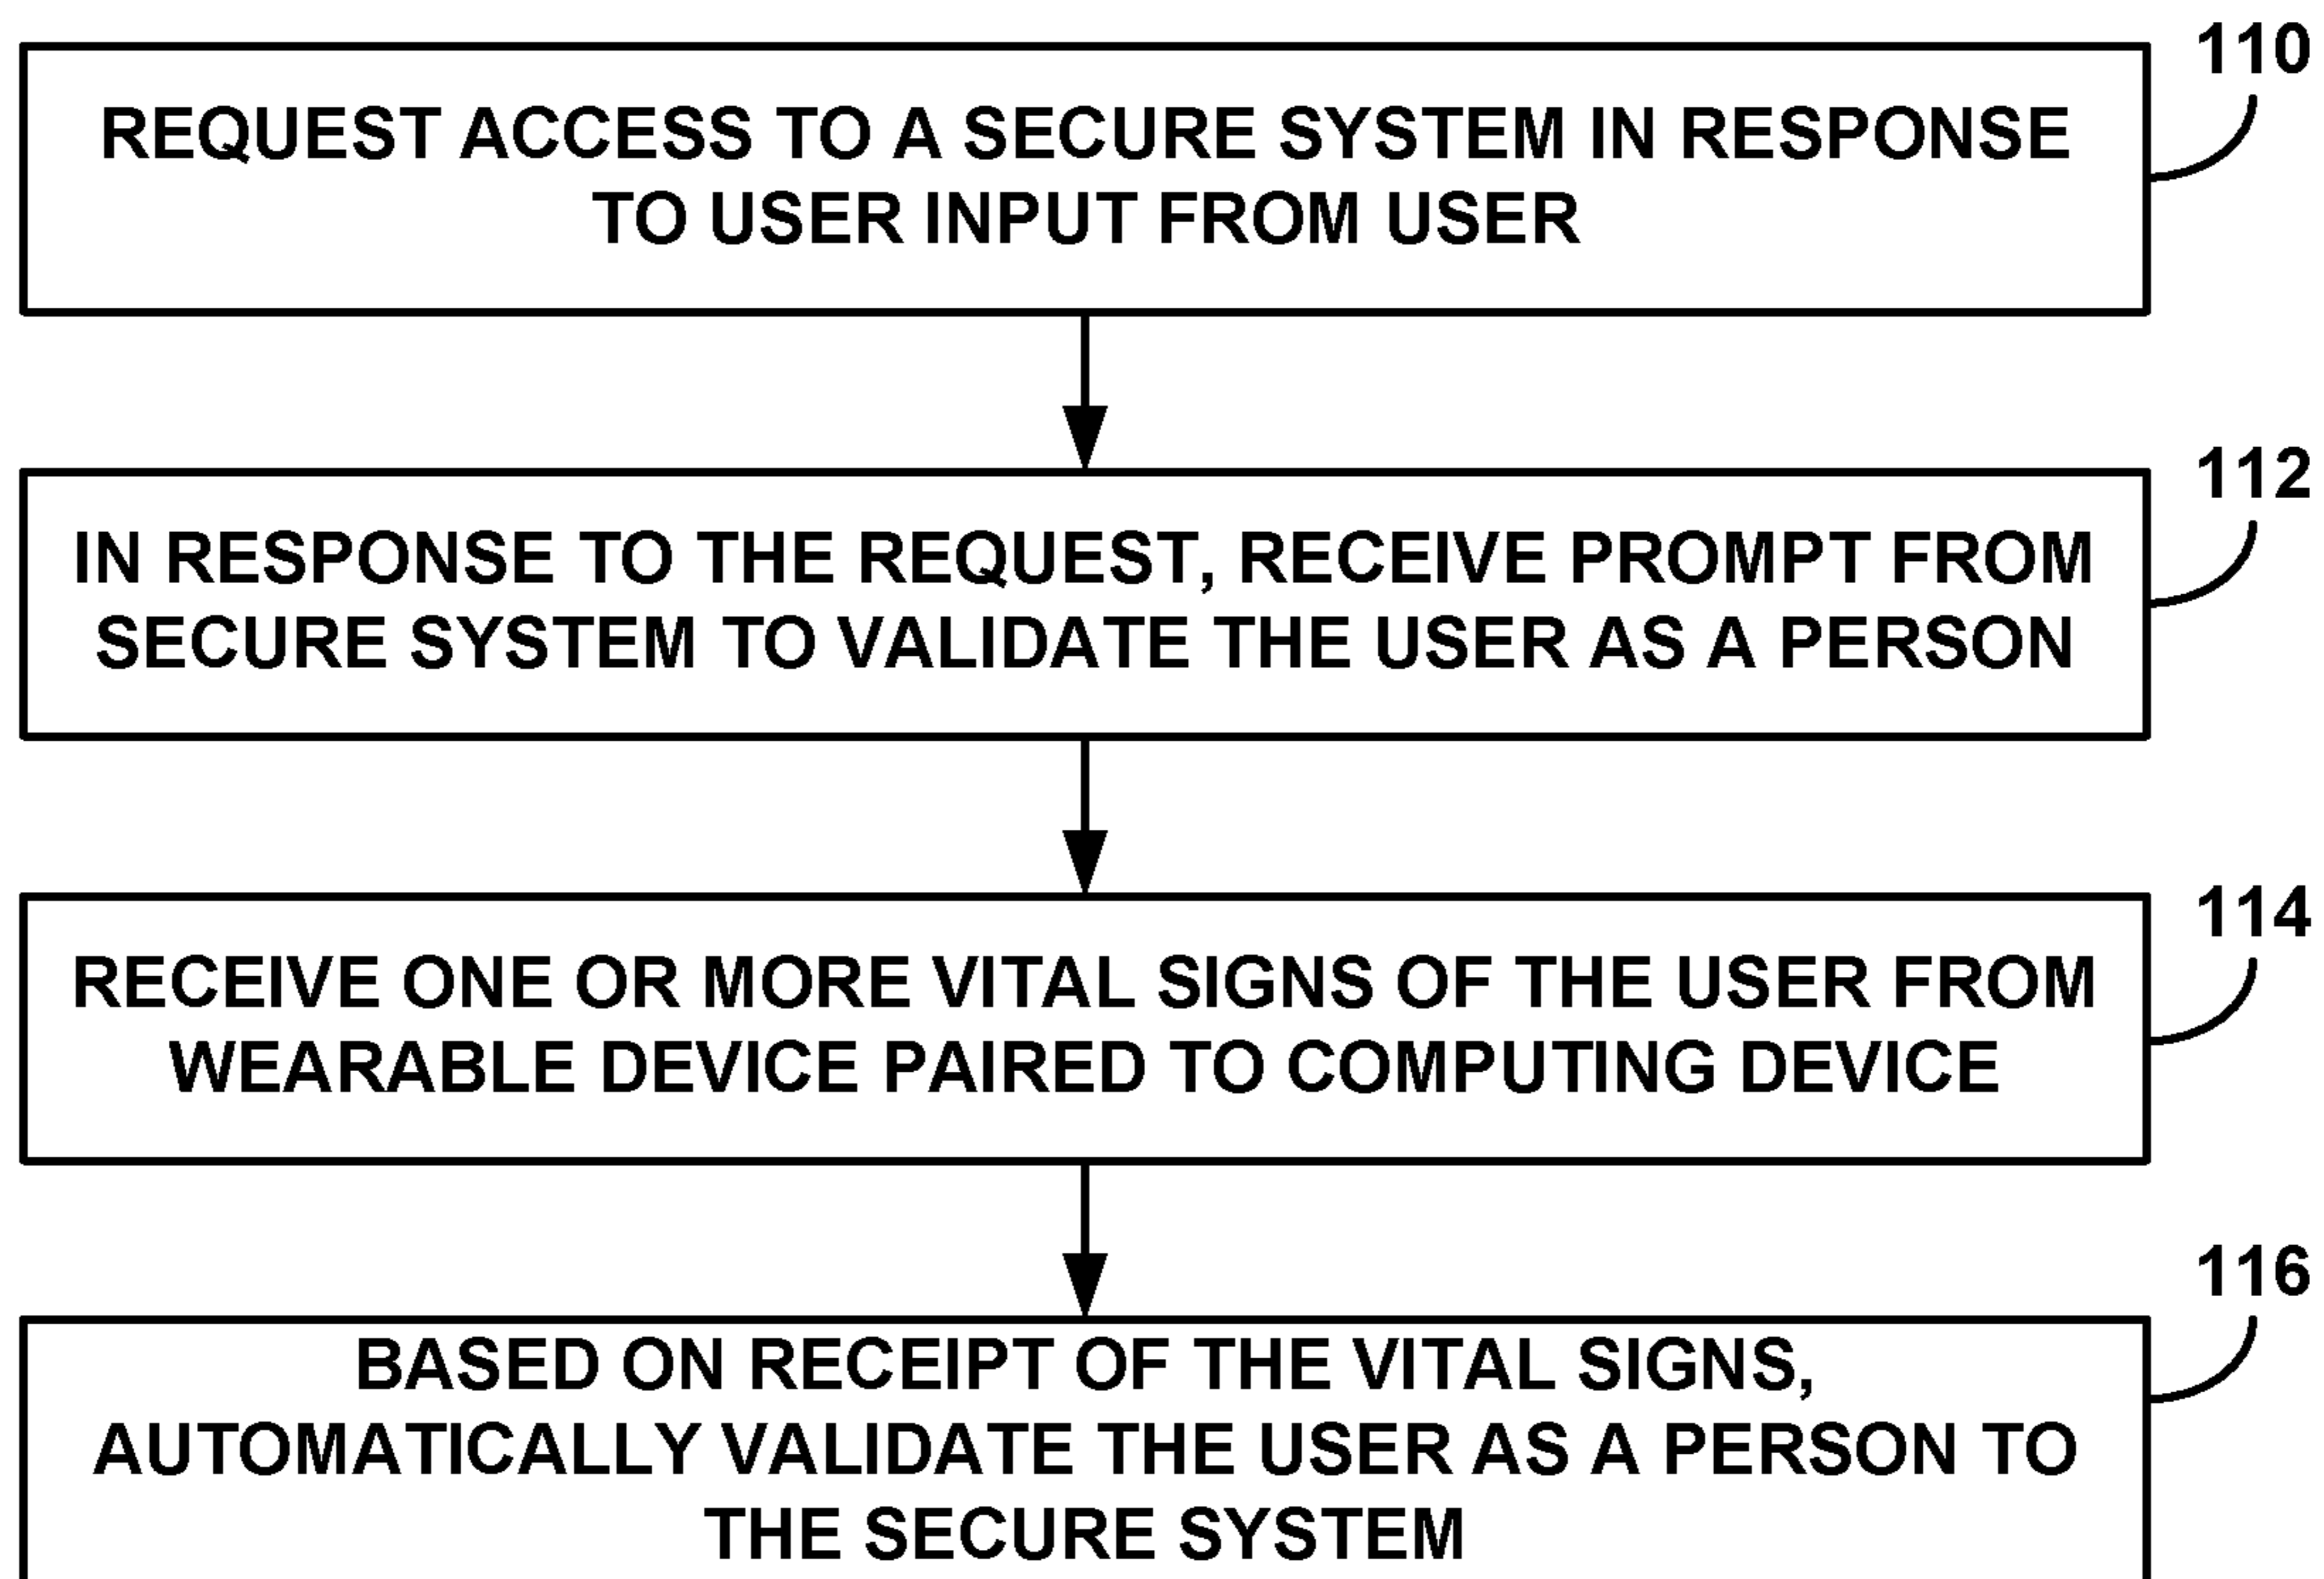 110
REQUEST ACCESS TO A SECURE SYSTEM IN RESPONSE
TO USER INPUT FROM USER
112
IN RESPONSE TO THE REQUEST, RECEIVE PROMPT FROM
SECURE SYSTEM TO VALIDATE THE USER AS A PERSON
114
RECEIVE ONE OR MORE VITAL SIGNS OF THE USER FROM
WEARABLE DEVICE PAIRED TO COMPUTING DEVICE
116
BASED ON RECEIPT OF THE VITAL SIGNS,
AUTOMATICALLY VALIDATE THE USER AS A PERSON TO
THE SECURE SYSTEM